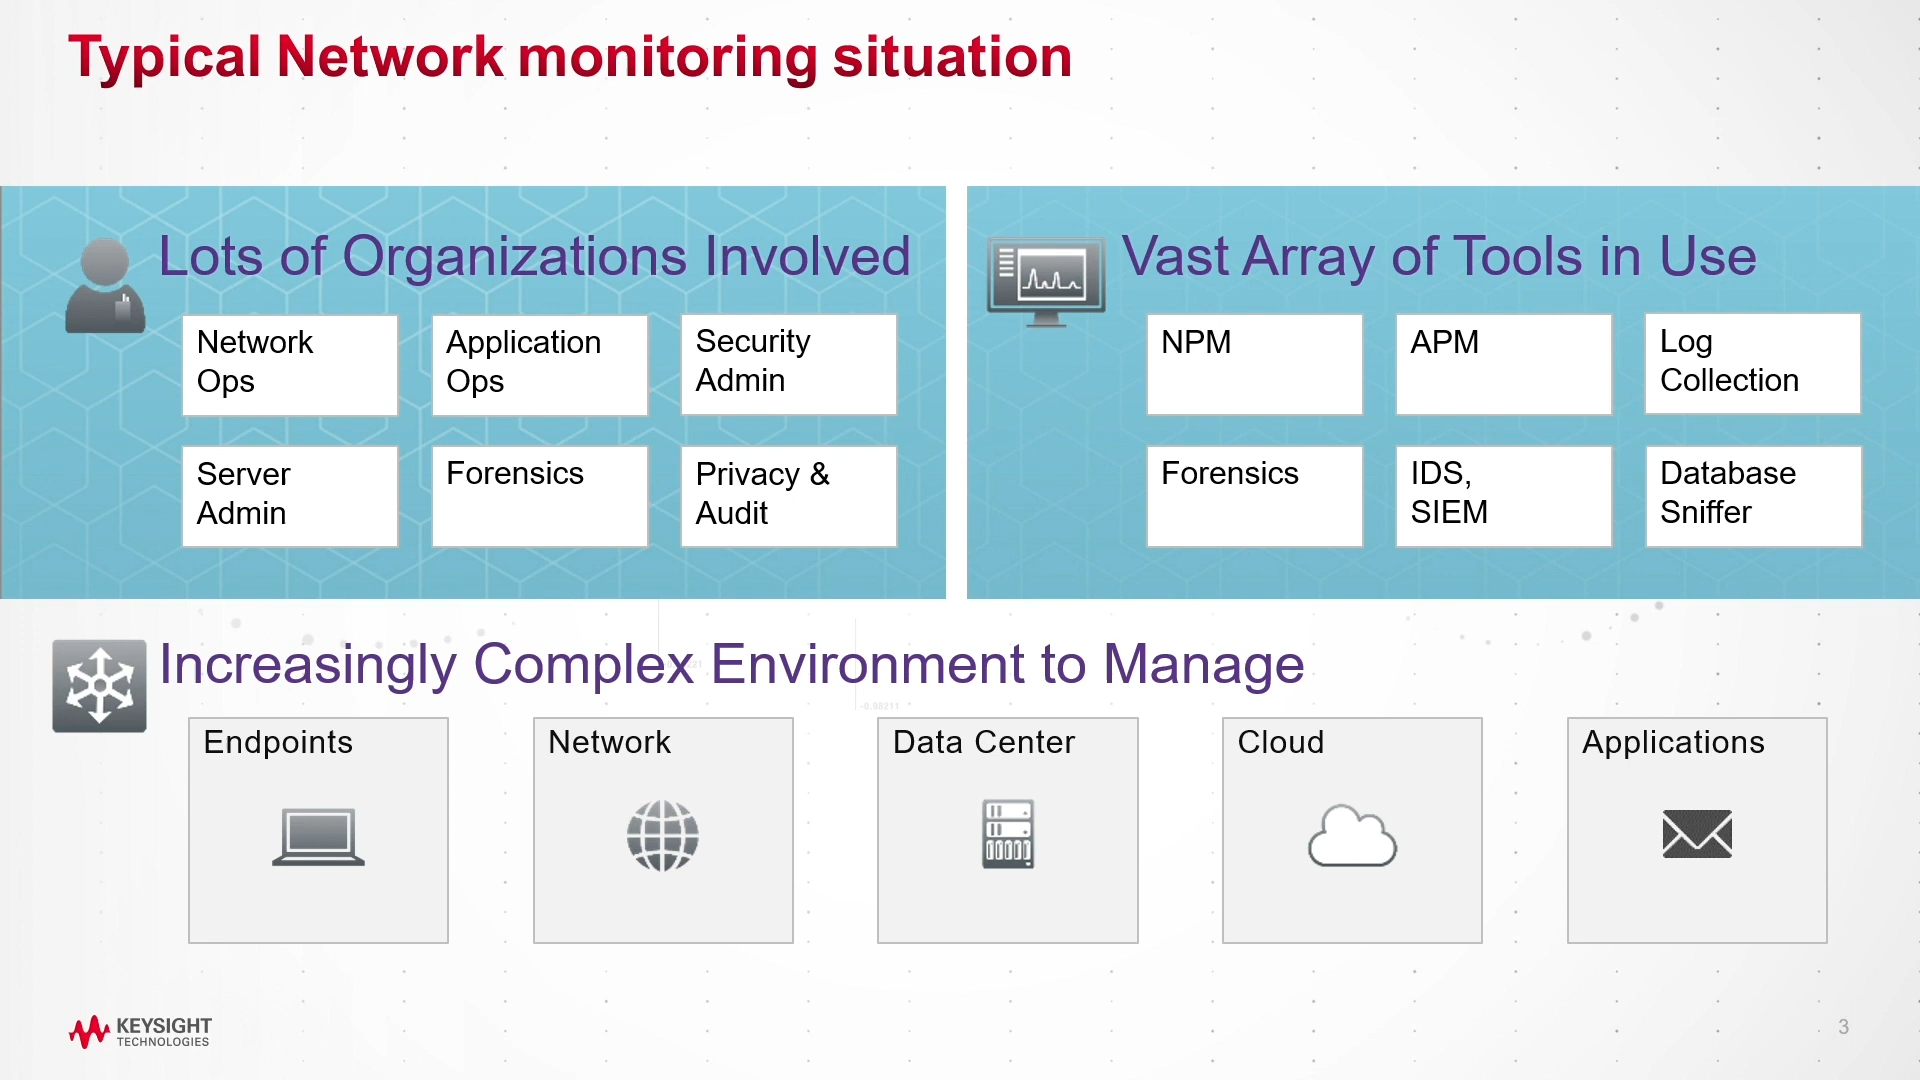 Typical Network monitoring situation
Lots of Organizations Involved
Network
Ops
Application
Ops
Security
Admin
Server
Admin
Forensics
Privacy &
Audit
Vast Array of Tools in Use
NPM
APM
Log
Collection
Forensics
IDS,
SIEM
Database
Sniffer
Increasingly Complex Environment to Manage
-0.98211
Endpoints
Network
Data Center
Cloud
Applications
KEYSIGHT
TECHNOLOGIES
3